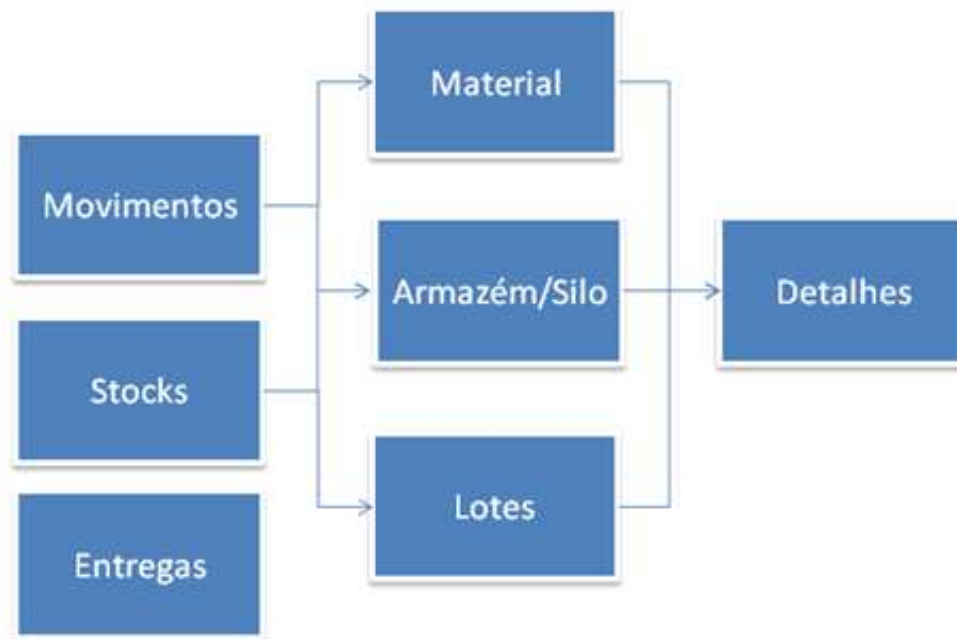 Movimentos
Stocks
Entregas
Material
Armazém/Silo
Lotes
Detalhes